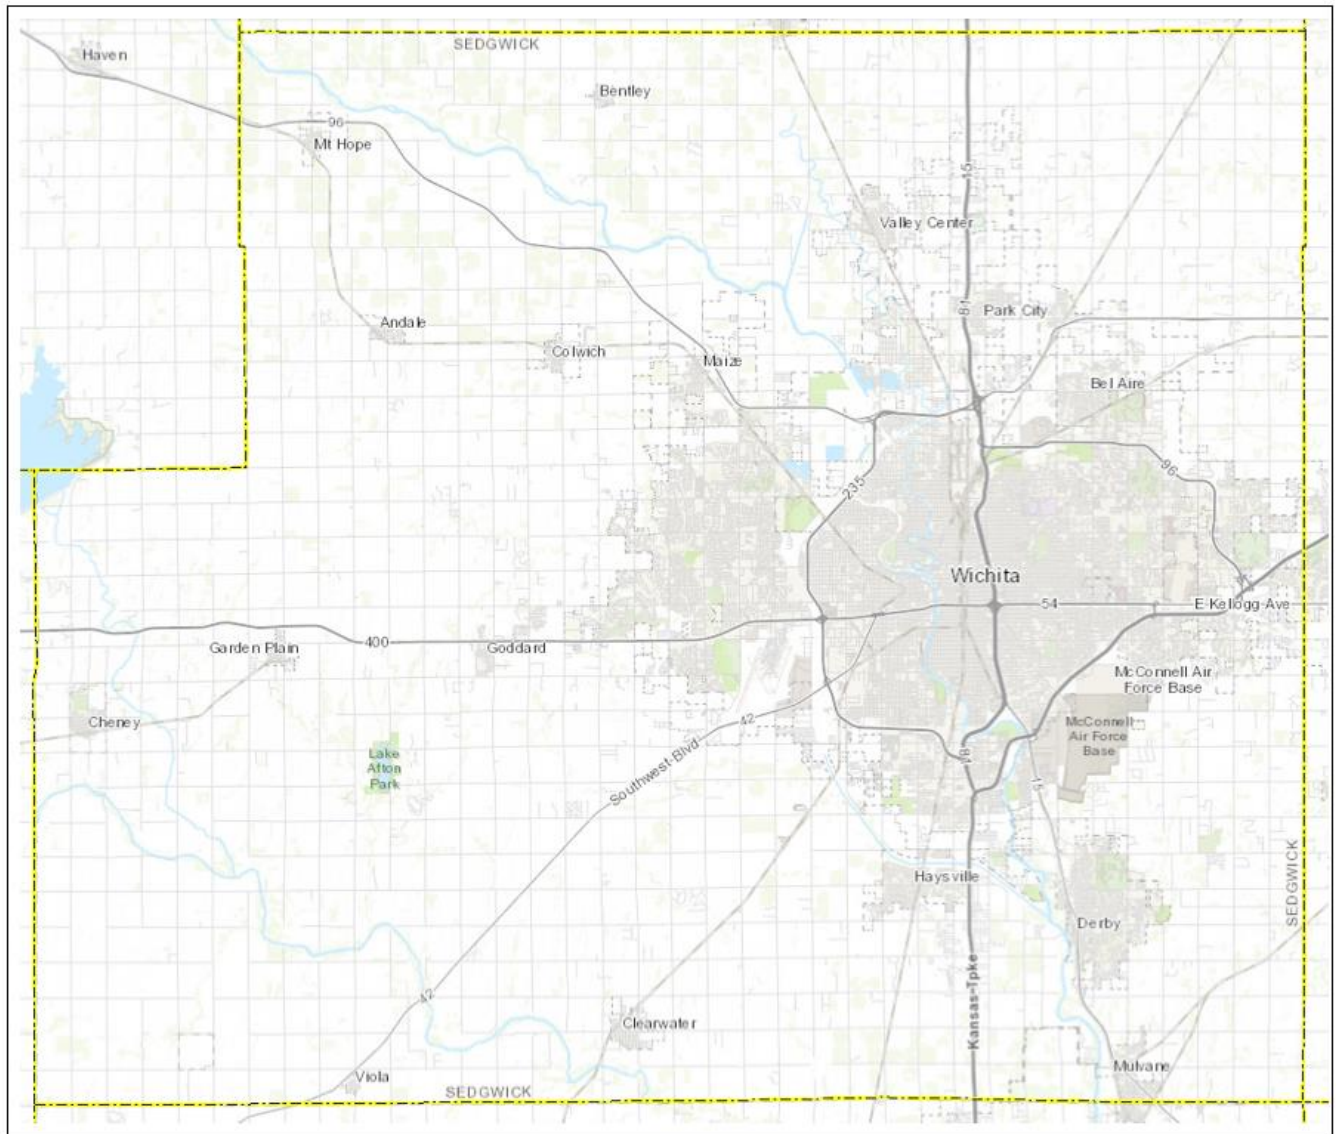 SEDGWICK
Haven
Bentley
96
Mt Hope
15
Valley Center
81
Park City
Andale
Colwich
Maize
Bel Aire
96
235
Wichita
54
E Kellogg Ave
400
Garden Plain
Goddard
McConnell Air
Force Base
Cheney
42
McConnell
Air Force
Base
Lake
Afton
Park
Southwest Blvd
81
15
Haysville
SEDGWICK
Derby
Kansas-Tpke
42
Clearwater
Mulvane
Viola
SEDGWICK